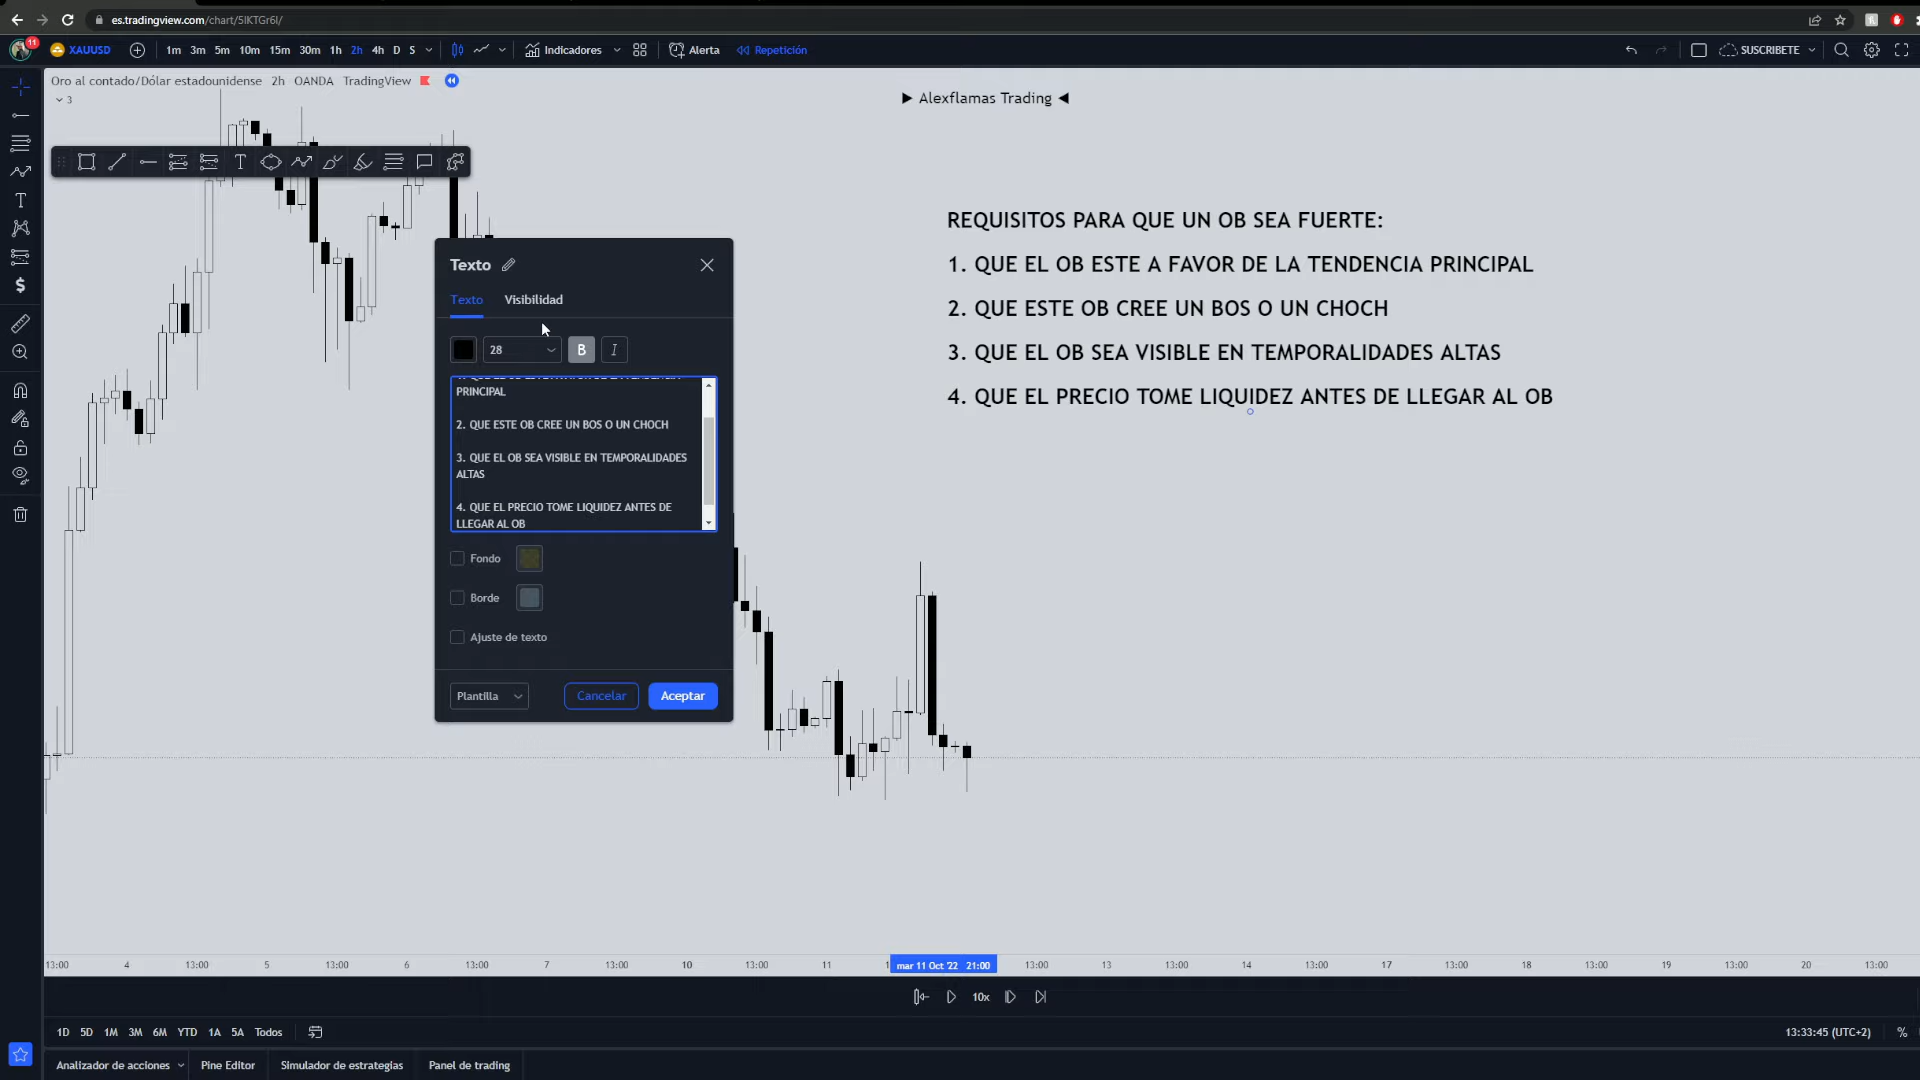 es.tradingview.com/chart/5IKTGr6I/
11
XAUUSD
1m 3m 5m 10m 15m 30m 1h 2h 4h D S
Indicadores
Alerta
Repetición
SUSCRIBETE
Oro al contado/Dólar estadounidense 2h OANDA TradingView
3
▶ Alexflamas Trading ◀
REQUISITOS PARA QUE UN OB SEA FUERTE:
1. QUE EL OB ESTE A FAVOR DE LA TENDENCIA PRINCIPAL
2. QUE ESTE OB CREE UN BOS O UN CHOCH
3. QUE EL OB SEA VISIBLE EN TEMPORALIDADES ALTAS
4. QUE EL PRECIO TOME LIQUIDEZ ANTES DE LLEGAR AL OB
Texto
Texto Visibilidad
28 B I
PRINCIPAL
2. QUE ESTE OB CREE UN BOS O UN CHOCH
3. QUE EL OB SEA VISIBLE EN TEMPORALIDADES
ALTAS
4. QUE EL PRECIO TOME LIQUIDEZ ANTES DE
LLEGAR AL OB
Fondo
Borde
Ajuste de texto
Plantilla Cancelar Aceptar
13:00 4 13:00 5 13:00 6 13:00 7 13:00 10 13:00 11 1 mar 11 Oct '22 21:00 13:00 13 13:00 14 13:00 17 13:00 18 13:00 19 13:00 20 13:00
10x
1D 5D 1M 3M 6M YTD 1A 5A Todos
13:33:45 (UTC+2) %
Analizador de acciones Pine Editor Simulador de estrategias Panel de trading